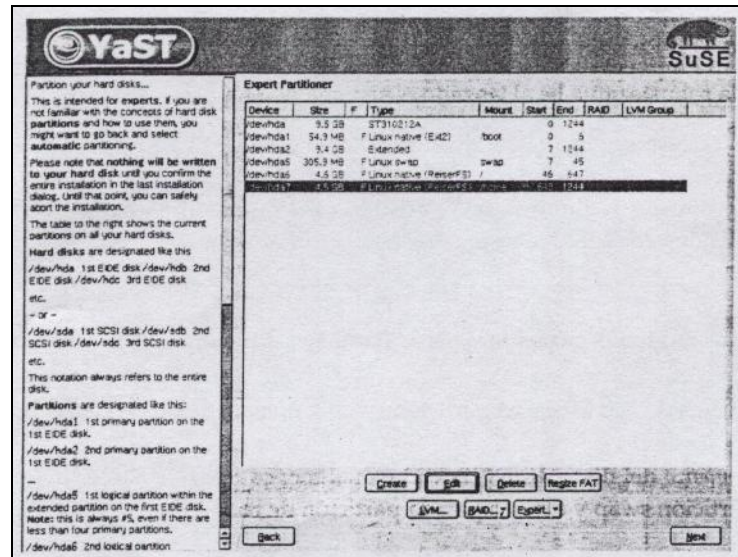 YaST
SuSE
Partition your hard disks...
This is intended for experts. If you are
not familiar with the concepts of hard disk
partitions and how to use them, you
might want to go back and select
automatic partitioning.
Please note that nothing will be written
to your hard disk until you confirm the
entire installation in the last installation
dialog. Until that point, you can safely
abort the installation.
The table to the right shows the current
partitions on all your hard disks.
Hard disks are designated like this
/dev/hda 1st EIDE disk /dev/hdb 2nd
EIDE disk /dev/hdc 3rd EIDE disk
etc.
- or -
/dev/sda 1st SCSI disk /dev/sdb 2nd
SCSI disk /dev/sdc 3rd SCSI disk
etc.
This notation always refers to the entire
disk.
Partitions are designated like this:
/dev/hda1 1st primary partition on the
1st EIDE disk.
/dev/hda2 2nd primary partition on the
1st EIDE disk.
...
/dev/hda5 1st logical partition within the
extended partition on the first EIDE disk.
Note: this is always #5, even if there are
less than four primary partitions.
/dev/hda6 2nd logical partition
Expert Partitioner
Device Size F Type Mount Start End RAID LVM Group
/dev/hda 9.5 GB ST310212A 0 1244
/dev/hda1 54.9 MB F Linux native (Ext2) /boot 0 6
/dev/hda2 9.4 GB Extended 7 1244
/dev/hda5 305.9 MB F Linux swap swap 7 45
/dev/hda6 4.5 GB F Linux native (ReiserFS) / 46 647
/dev/hda7 4.5 GB F Linux native (ReiserFS) /home 648 1244
Create Edit Delete Resize FAT
LVM... RAID... Expert...
Back Next